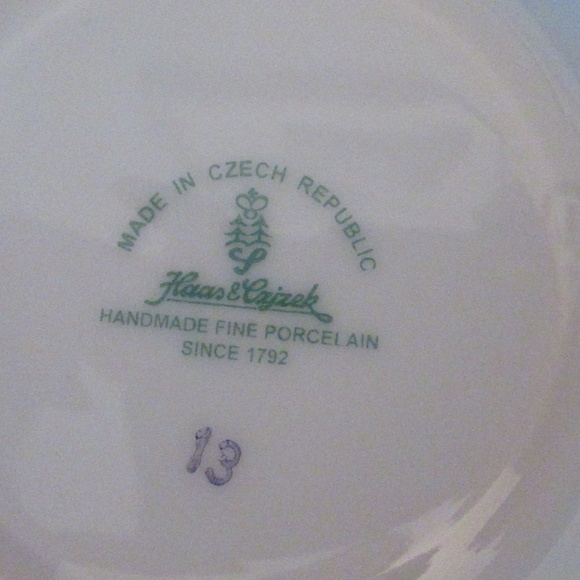 MADE IN CZECH REPUBLIC
Haas & Czjzek
HANDMADE FINE PORCELAIN
SINCE 1792
13